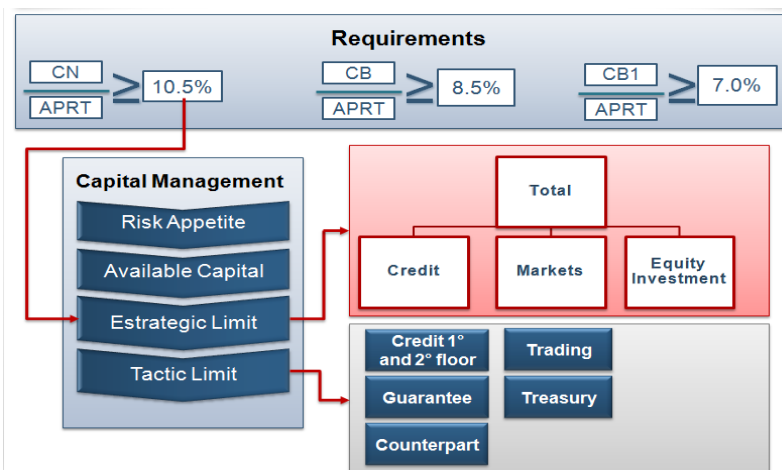 Requirements
CN
APRT
≥
10.5%
CB
APRT
≥
8.5%
CB1
APRT
≥
7.0%
Capital Management
Risk Appetite
Available Capital
Estrategic Limit
Tactic Limit
Total
Credit
Markets
Equity
Investment
Credit 1°
and 2° floor
Trading
Guarantee
Treasury
Counterpart